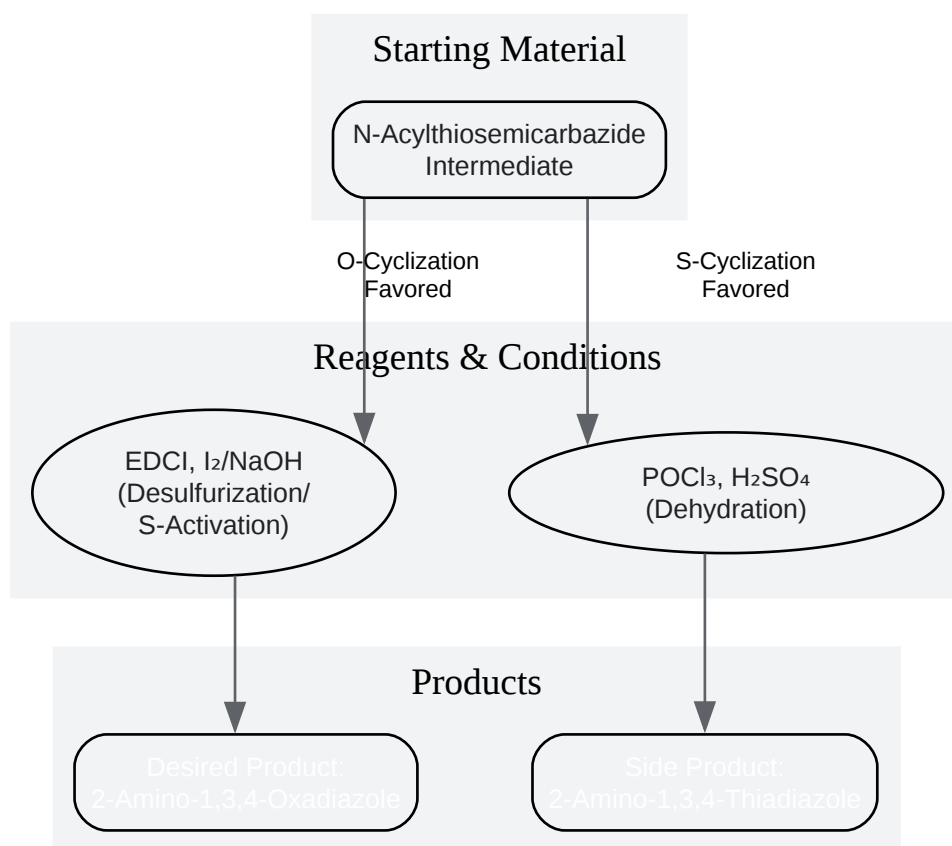 Starting Material
N-Acylthiosemicarbazide
Intermediate
O-Cyclization
Favored
S-Cyclization
Favored
Reagents & Conditions
EDCI, I₂/NaOH
(Desulfurization/
S-Activation)
POCl₃, H₂SO₄
(Dehydration)
Products
Desired Product:
2-Amino-1,3,4-Oxadiazole
Side Product:
2-Amino-1,3,4-Thiadiazole